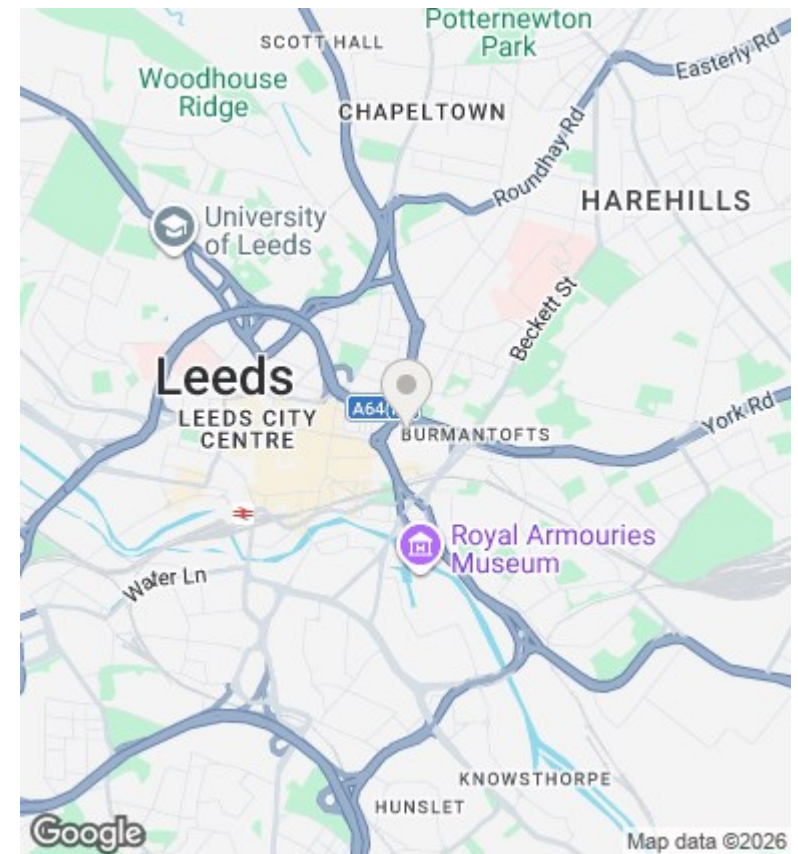 Potternewton
Park
SCOTT HALL
Easterly Rd
Woodhouse
Ridge
CHAPELTOWN
Roundhay Rd
HAREHILLS
University
of Leeds
Beckett St
Leeds
A64(
LEEDS CITY
CENTRE
BURMANTOFTS
York Rd
Royal Armouries
Museum
Water Ln
KNOWSTHORPE
HUNSLET
Google
Map data ©2026